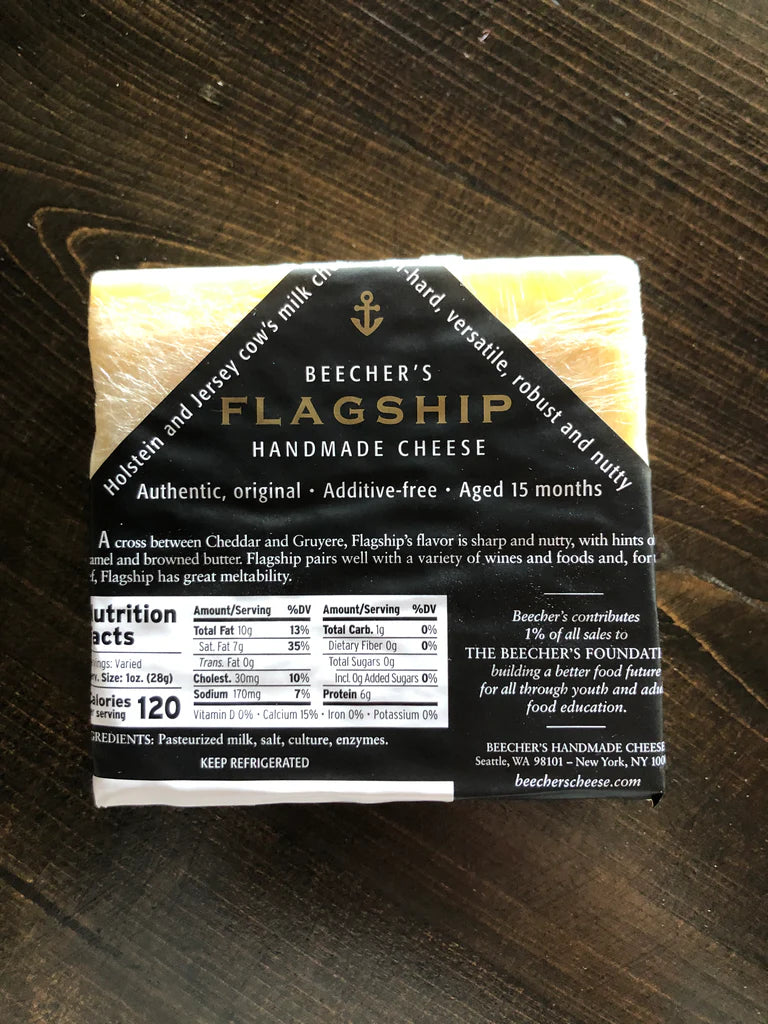 Holstein and Jersey cow's milk
hard, versatile, robust and nutty
BEECHER'S
FLAGSHIP
HANDMADE CHEESE
Authentic, original · Additive-free · Aged 15 months
A cross between Cheddar and Gruyere, Flagship's flavor is sharp and nutty, with hints
and browned butter. Flagship pairs well with a variety of wines and foods and,
Flagship has great meltability.
utrition
acts
Varied
Size: 1oz. (28g)
alories
serving 120
Amount/Serving %DV
Total Fat 10g 13%
Sat. Fat 7g 35%
Trans. Fat 0g
Cholest. 30mg 10%
Sodium 170mg 7%
Amount/Serving %DV
Total Carb. 1g 0%
Dietary Fiber 0g 0%
Total Sugars 0g
Incl. 0g Added Sugars 0%
Protein 6g
Vitamin D 0% · Calcium 15% · Iron 0% · Potassium 0%
GREDIENTS: Pasteurized milk, salt, culture, enzymes.
KEEP REFRIGERATED
Beecher's contributes
1% of all sales to
THE BEECHER'S FOUNDAT
building a better food future
for all through youth and
food education.
BEECHER'S HANDMADE CHEESE
Seattle, WA 98101 – New York, NY 100
beecherscheese.com